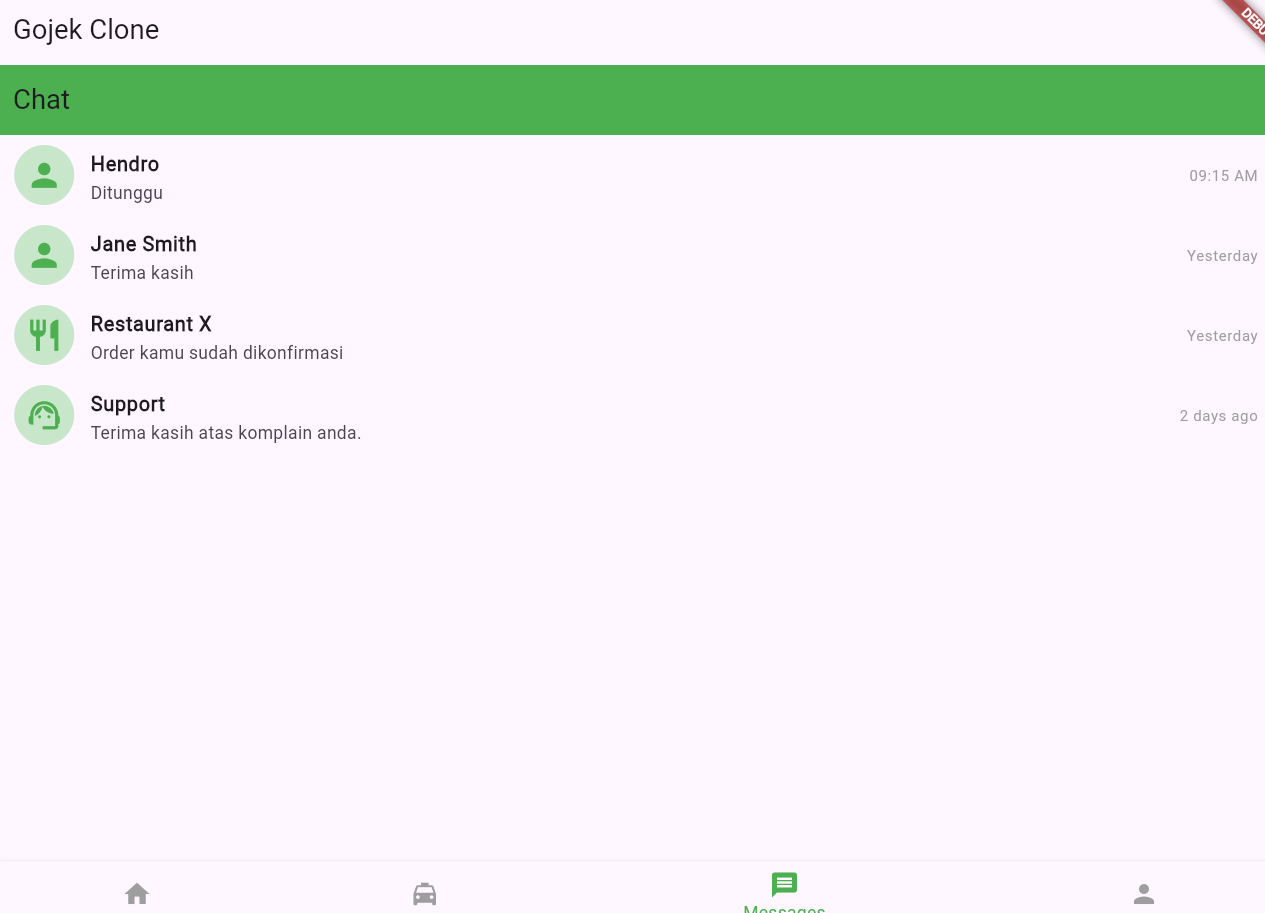 Gojek Clone
Chat
Hendro
Ditunggu
09:15 AM
Jane Smith
Terima kasih
Yesterday
Restaurant X
Order kamu sudah dikonfirmasi
Yesterday
Support
Terima kasih atas komplain anda.
2 days ago
Messages